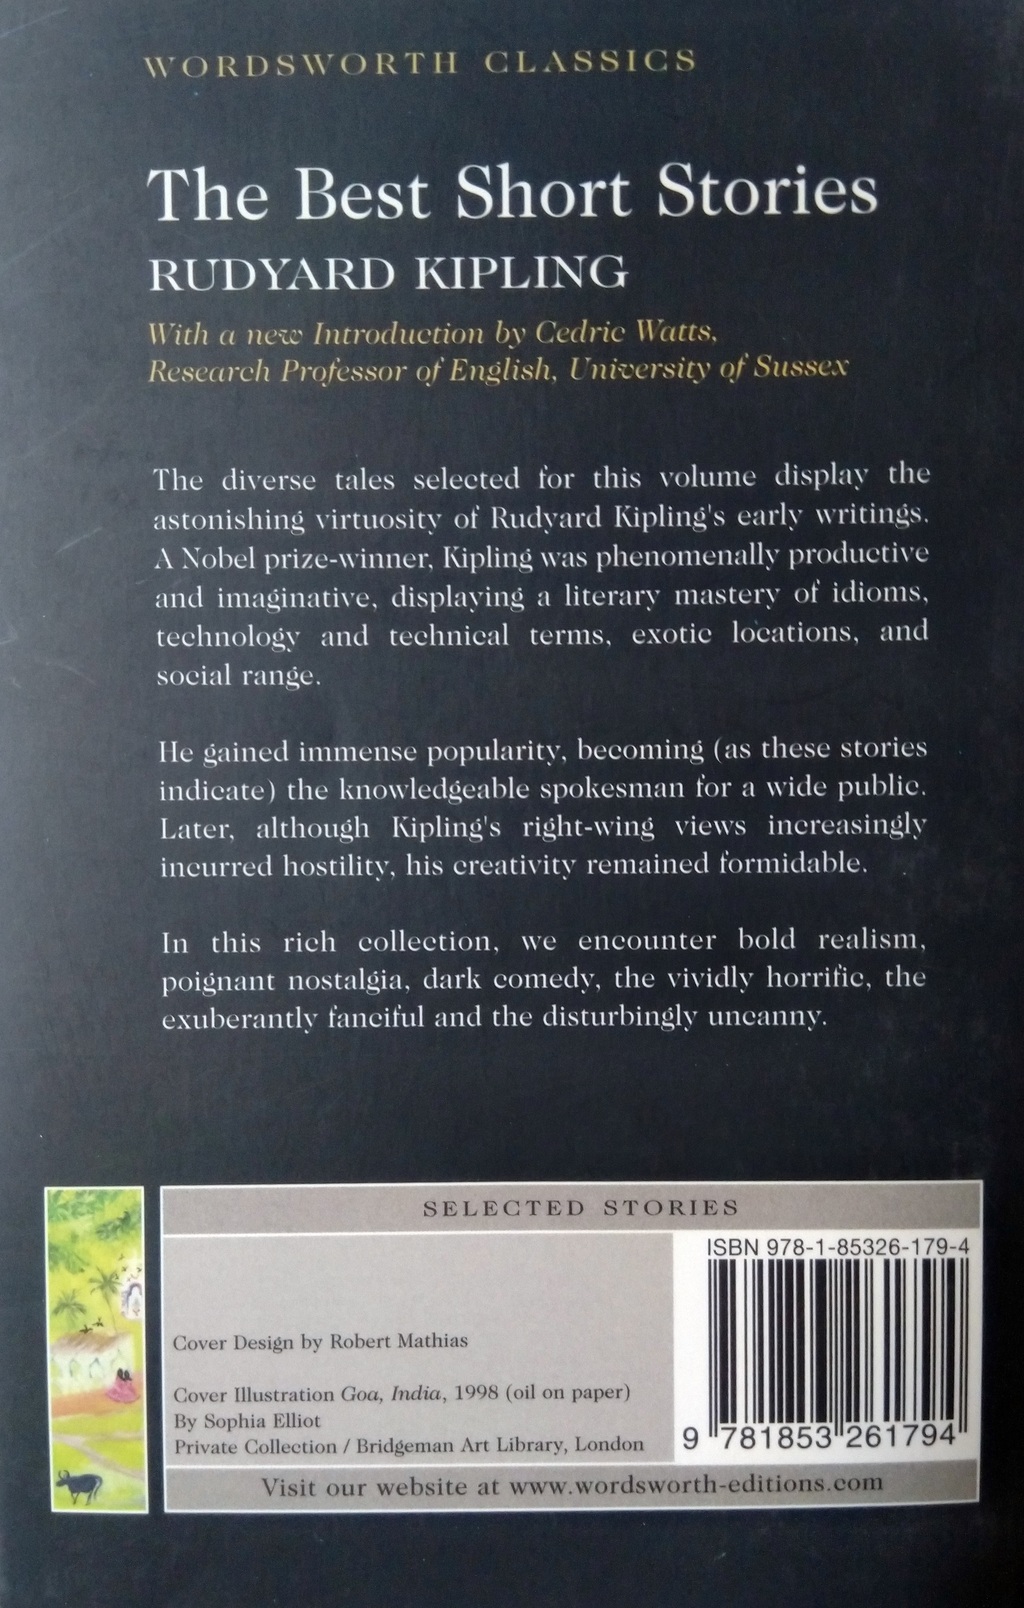 WORDSWORTH CLASSICS
The Best Short Stories
RUDYARD KIPLING
With a new Introduction by Cedric Watts,
Research Professor of English, University of Sussex
The diverse tales selected for this volume display the
astonishing virtuosity of Rudyard Kipling's early writings.
A Nobel prize-winner, Kipling was phenomenally productive
and imaginative, displaying a literary mastery of idioms,
technology and technical terms, exotic locations, and
social range.
He gained immense popularity, becoming (as these stories
indicate) the knowledgeable spokesman for a wide public.
Later, although Kipling's right-wing views increasingly
incurred hostility, his creativity remained formidable.
In this rich collection, we encounter bold realism,
poignant nostalgia, dark comedy, the vividly horrific, the
exuberantly fanciful and the disturbingly uncanny.
SELECTED STORIES
ISBN 978-1-85326-179-4
Cover Design by Robert Mathias
Cover Illustration Goa, India, 1998 (oil on paper)
By Sophia Elliot
Private Collection / Bridgeman Art Library, London
9 781853 261794
Visit our website at www.wordsworth-editions.com